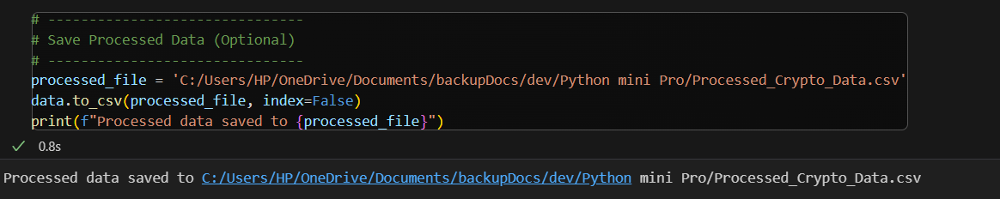 # -------------------------------
# Save Processed Data (Optional)
# -------------------------------
processed_file = 'C:/Users/HP/OneDrive/Documents/backupDocs/dev/Python mini Pro/Processed_Crypto_Data.csv'
data.to_csv(processed_file, index=False)
print(f"Processed data saved to {processed_file}")
0.8s
Processed data saved to C:/Users/HP/OneDrive/Documents/backupDocs/dev/Python mini Pro/Processed_Crypto_Data.csv